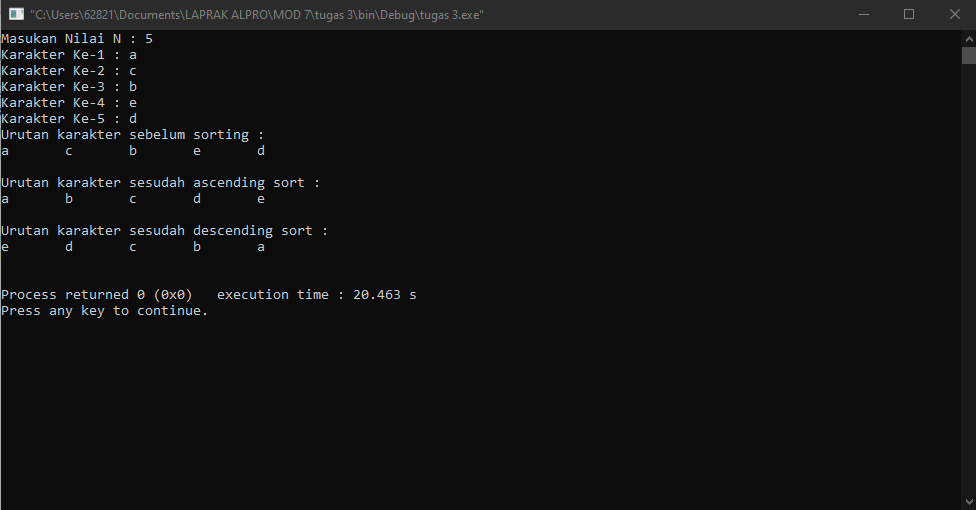 "C:\Users\62821\Documents\LAPRAK ALPRO\MOD 7\tugas 3\bin\Debug\tugas 3.exe"
Masukan Nilai N : 5
Karakter Ke-1 : a
Karakter Ke-2 : c
Karakter Ke-3 : b
Karakter Ke-4 : e
Karakter Ke-5 : d
Urutan karakter sebelum sorting :
a       c       b       e       d
Urutan karakter sesudah ascending sort :
a       b       c       d       e
Urutan karakter sesudah descending sort :
e       d       c       b       a
Process returned 0 (0x0)   execution time : 20.463 s
Press any key to continue.